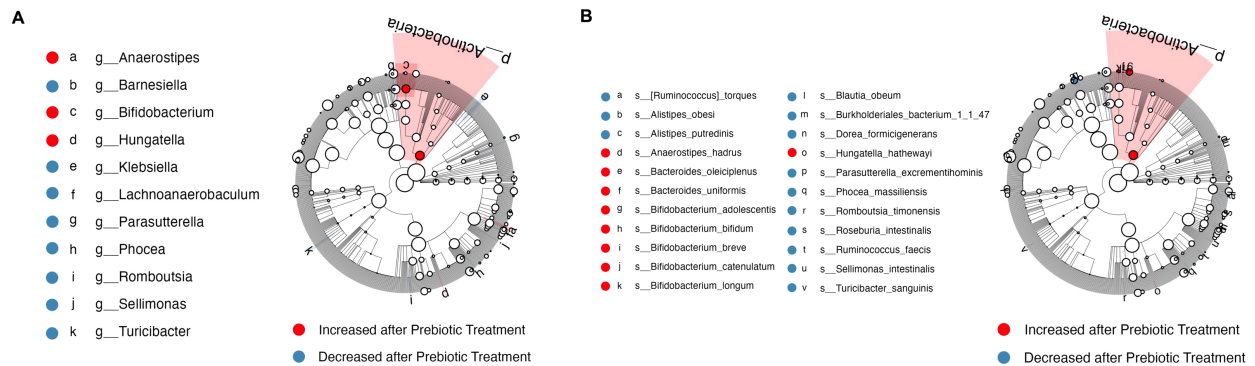 A
a g__Anaerostipes
b g__Barnesiella
c g__Bifidobacterium
d g__Hungatella
e g__Klebsiella
f g__Lachnoanaerobaculum
g g__Parasutterella
h g__Phocea
i g__Romboutsia
j g__Sellimonas
k g__Turicibacter
p__Actinobacteria
c
k
i
d
h
g
Increased after Prebiotic Treatment
Decreased after Prebiotic Treatment
B
a s__[Ruminococcus]_torques
b s__Alistipes_obesi
c s__Alistipes_putredinis
d s__Anaerostipes_hadrus
e s__Bacteroides_oleiciplenus
f s__Bacteroides_uniformis
g s__Bifidobacterium_adolescentis
h s__Bifidobacterium_bifidum
i s__Bifidobacterium_breve
j s__Bifidobacterium_catenulatum
k s__Bifidobacterium_longum
l s__Blautia_obeum
m s__Burkholderiales_bacterium_1_1_47
n s__Dorea_formicigenerans
o s__Hungatella_hathewayi
p s__Parasutterella_excrementihominis
q s__Phocea_massiliensis
r s__Romboutsia_timonensis
s s__Roseburia_intestinalis
t s__Ruminococcus_faecis
u s__Sellimonas_intestinalis
v s__Turicibacter_sanguinis
p__Actinobacteria
v
r
o
Increased after Prebiotic Treatment
Decreased after Prebiotic Treatment